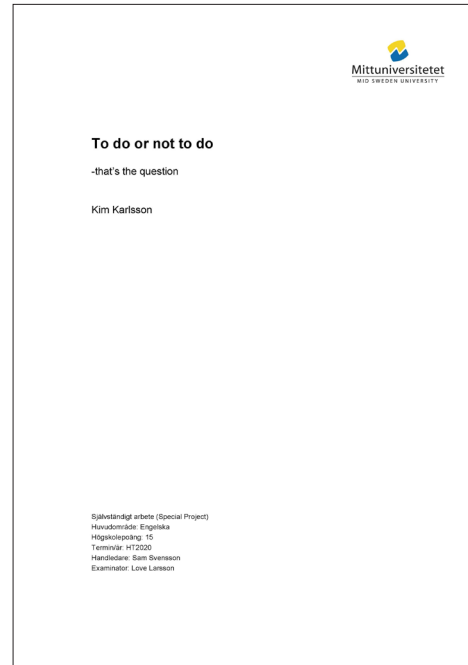 Mittuniversitetet
MID SWEDEN UNIVERSITY
To do or not to do
-that's the question
Kim Karlsson
Självständigt arbete (Special Project)
Huvudområde: Engelska
Högskolepoäng: 15
Termin/år: HT2020
Handledare: Sam Svensson
Examinator: Love Larsson